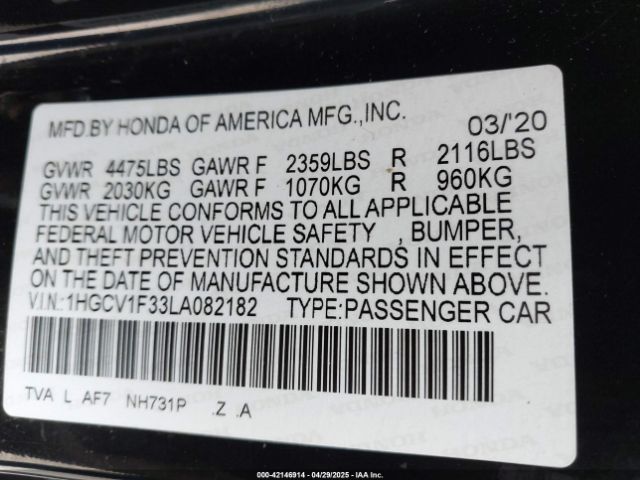 MFD.BY HONDA OF AMERICA MFG.,INC. 03/'20
GVWR 4475LBS GAWR F 2359LBS R 2116LBS
GVWR 2030KG GAWR F 1070KG R 960KG
THIS VEHICLE CONFORMS TO ALL APPLICABLE
FEDERAL MOTOR VEHICLE SAFETY , BUMPER,
AND THEFT PREVENTION STANDARDS IN EFFECT
ON THE DATE OF MANUFACTURE SHOWN ABOVE.
V.I.N.:1HGCV1F33LA082182 TYPE:PASSENGER CAR
TVA L AF7 NH731P .Z .A
000-42146914 - 04/29/2025 - IAA Inc.